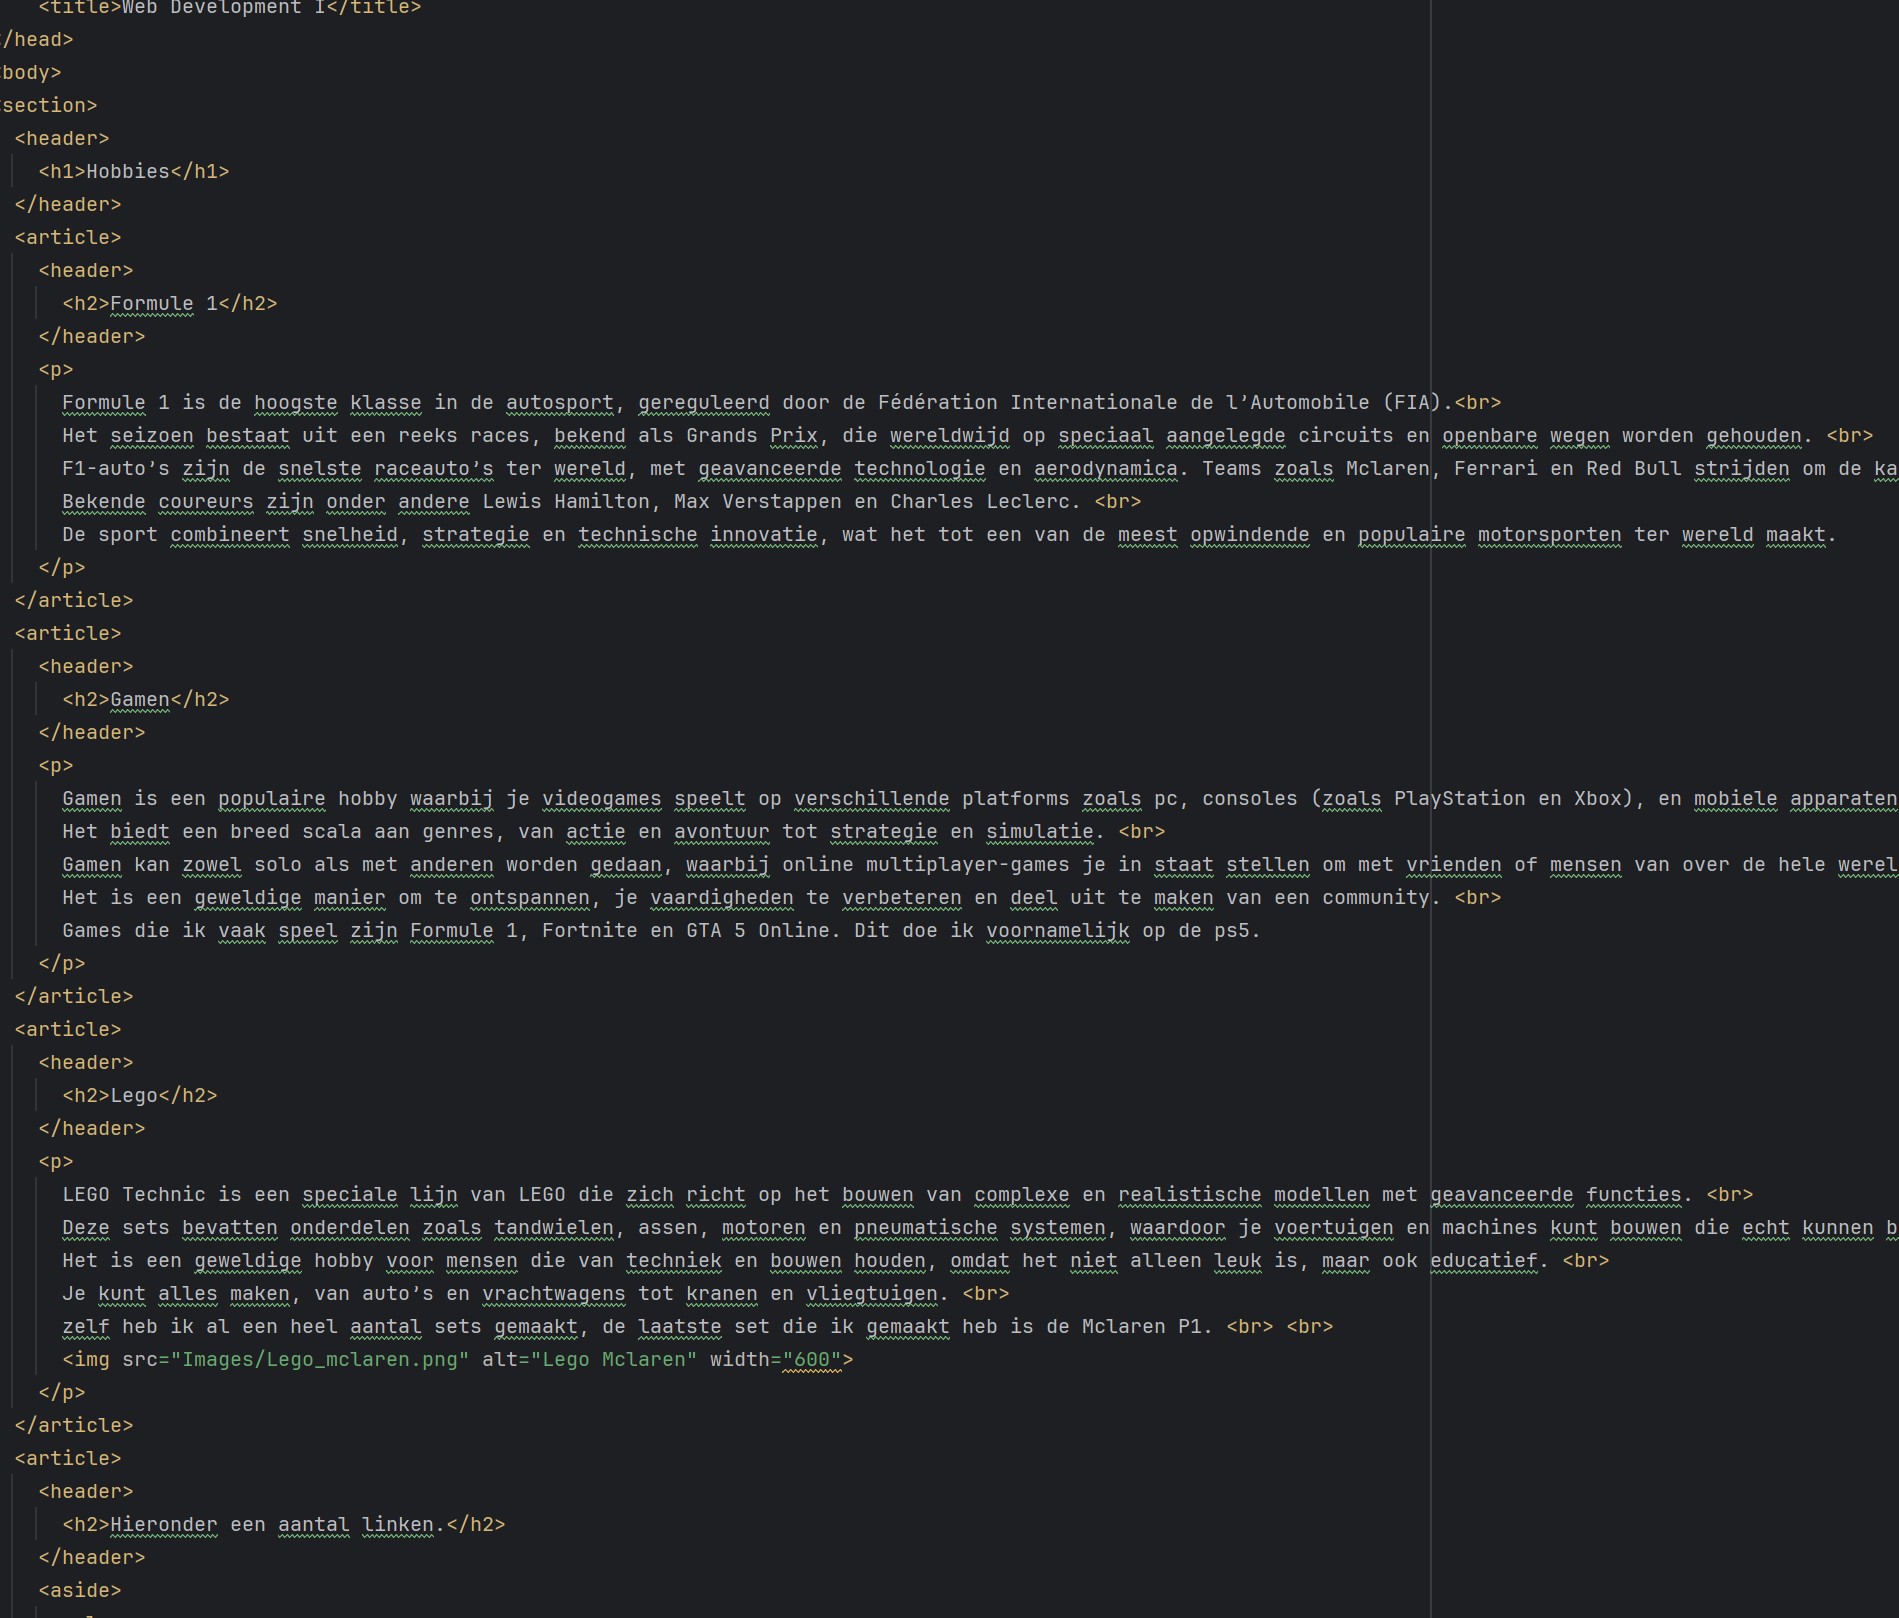 <title>Web Development I</title>
/head>
body>
section>
<header>
<h1>Hobbies</h1>
</header>
<article>
<header>
<h2>Formule 1</h2>
</header>
<p>
Formule 1 is de hoogste klasse in de autosport, gereguleerd door de Fédération Internationale de l'Automobile (FIA).<br>
Het seizoen bestaat uit een reeks races, bekend als Grands Prix, die wereldwijd op speciaal aangelegde circuits en openbare wegen worden gehouden. <br>
F1-auto's zijn de snelste raceauto's ter wereld, met geavanceerde technologie en aerodynamica. Teams zoals Mclaren, Ferrari en Red Bull strijden om de ka
Bekende coureurs zijn onder andere Lewis Hamilton, Max Verstappen en Charles Leclerc. <br>
De sport combineert snelheid, strategie en technische innovatie, wat het tot een van de meest opwindende en populaire motorsporten ter wereld maakt.
</p>
</article>
<article>
<header>
<h2>Gamen</h2>
</header>
<p>
Gamen is een populaire hobby waarbij je videogames speelt op verschillende platforms zoals pc, consoles (zoals PlayStation en Xbox), en mobiele apparaten
Het biedt een breed scala aan genres, van actie en avontuur tot strategie en simulatie. <br>
Gamen kan zowel solo als met anderen worden gedaan, waarbij online multiplayer-games je in staat stellen om met vrienden of mensen van over de hele werel
Het is een geweldige manier om te ontspannen, je vaardigheden te verbeteren en deel uit te maken van een community. <br>
Games die ik vaak speel zijn Formule 1, Fortnite en GTA 5 Online. Dit doe ik voornamelijk op de ps5.
</p>
</article>
<article>
<header>
<h2>Lego</h2>
</header>
<p>
LEGO Technic is een speciale lijn van LEGO die zich richt op het bouwen van complexe en realistische modellen met geavanceerde functies. <br>
Deze sets bevatten onderdelen zoals tandwielen, assen, motoren en pneumatische systemen, waardoor je voertuigen en machines kunt bouwen die echt kunnen b
Het is een geweldige hobby voor mensen die van techniek en bouwen houden, omdat het niet alleen leuk is, maar ook educatief. <br>
Je kunt alles maken, van auto's en vrachtwagens tot kranen en vliegtuigen. <br>
zelf heb ik al een heel aantal sets gemaakt, de laatste set die ik gemaakt heb is de Mclaren P1. <br> <br>
<img src="Images/Lego_mclaren.png" alt="Lego Mclaren" width="600">
</p>
</article>
<article>
<header>
<h2>Hieronder een aantal linken.</h2>
</header>
<aside>